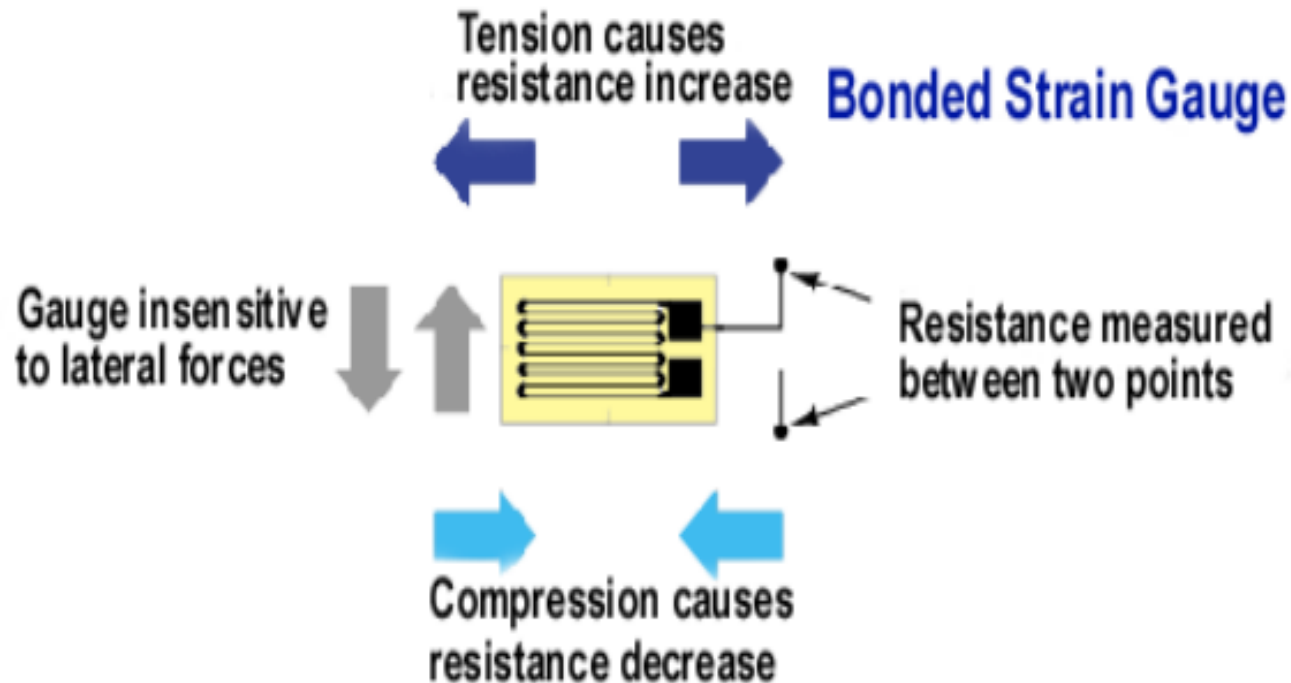 Tension causes
resistance increase
Bonded Strain Gauge
Gauge insensitive
to lateral forces
Resistance measured
between two points
Compression causes
resistance decrease